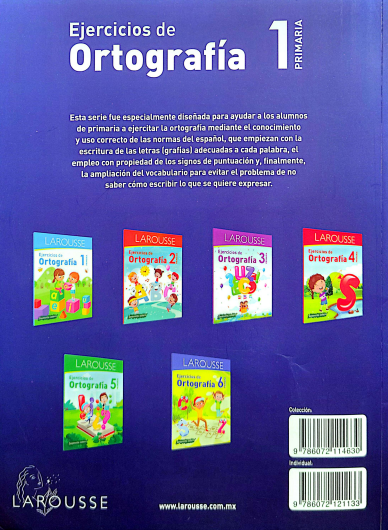 Ejercicios de
Ortografía 1
PRIMARIA
Esta serie fue especialmente diseñada para ayudar a los alumnos
de primaria a ejercitar la ortografía mediante el conocimiento
y uso correcto de las normas del español, que empiezan con la
escritura de las letras (grafías) adecuadas a cada palabra, el
empleo con propiedad de los signos de puntuación y, finalmente,
la ampliación del vocabulario para evitar el problema de no
saber cómo escribir lo que se quiere expresar.
LAROUSSE
Ejercicios de
Ortografía 1
LAROUSSE
Ejercicios de
Ortografía 2
LAROUSSE
Ejercicios de
Ortografía 3
LAROUSSE
Ejercicios de
Ortografía 4
LAROUSSE
Ejercicios de
Ortografía 5
LAROUSSE
Ejercicios de
Ortografía 6
Colección:
9 786072 114630
Individual:
9 786072 121133
LAROUSSE
www.larousse.com.mx